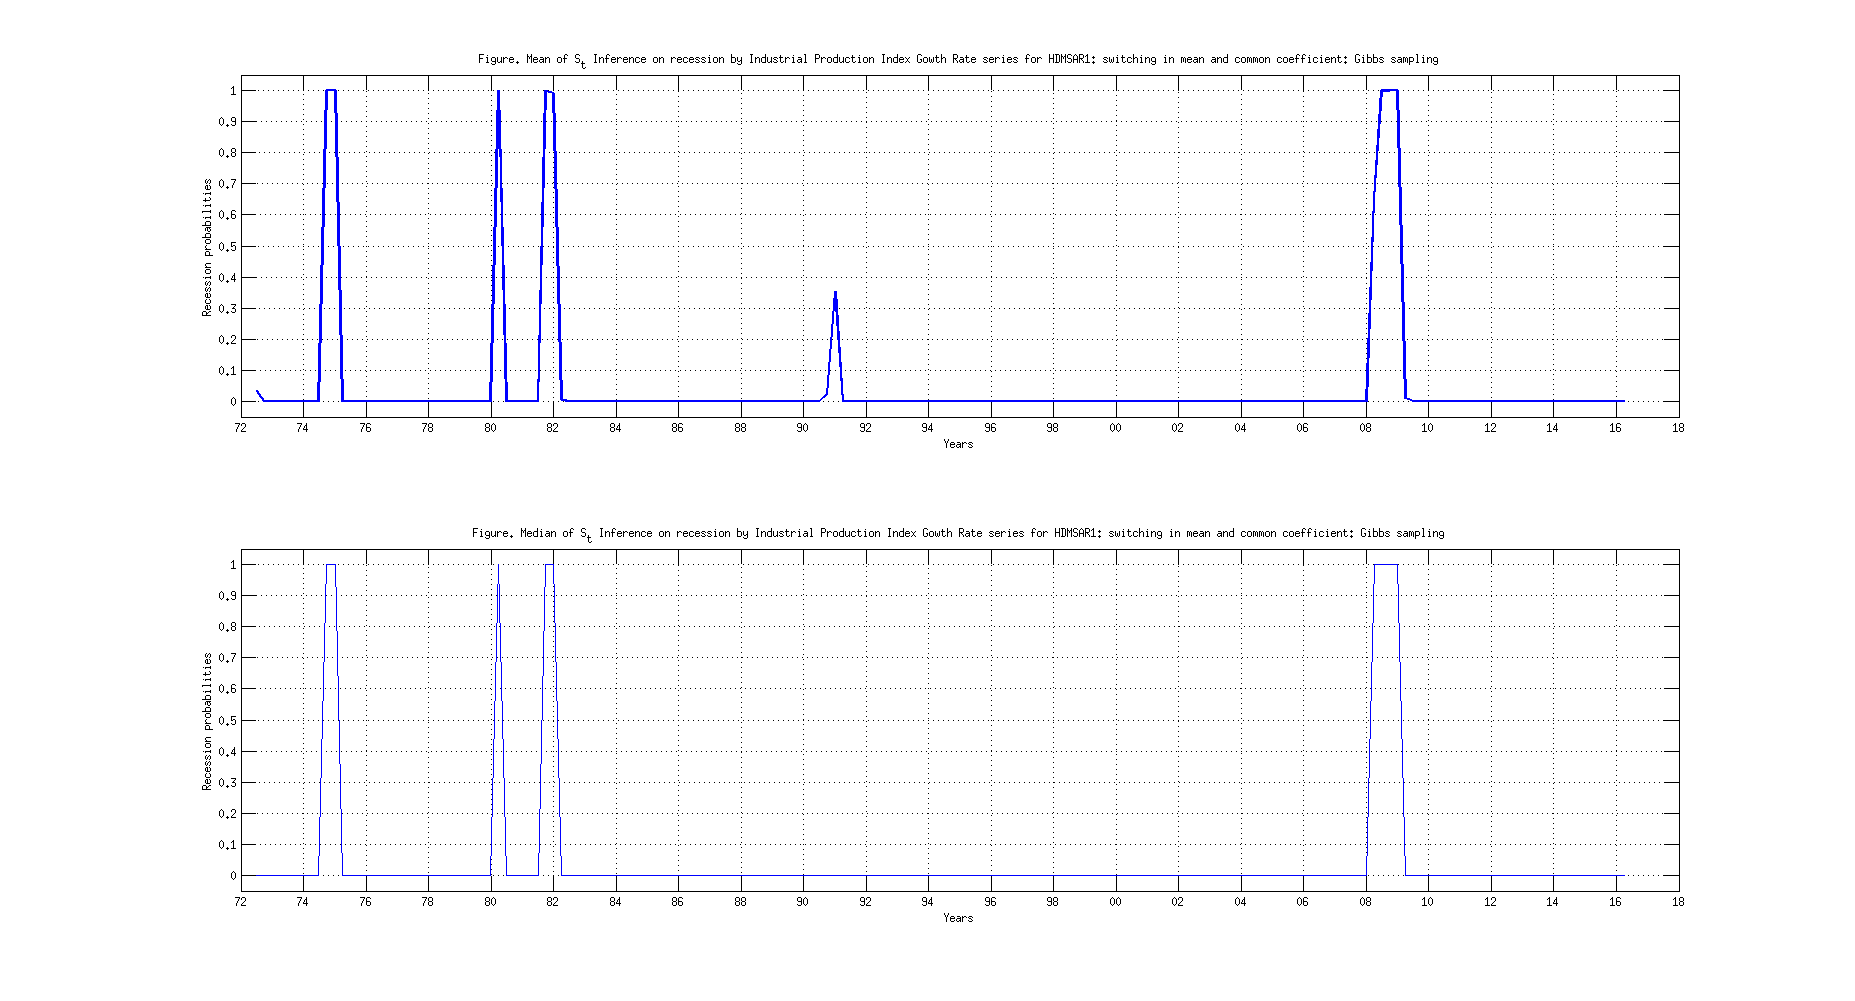 Figure. Mean of St Inference on recession by Industrial Production Index Gowth Rate series for HDMSAR1: switching in mean and common coefficient: Gibbs sampling
Recession probabilities
1
0.9
0.8
0.7
0.6
0.5
0.4
0.3
0.2
0.1
0
72 74 76 78 80 82 84 86 88 90 92 94 96 98 00 02 04 06 08 10 12 14 16 18
Years
Figure. Median of St Inference on recession by Industrial Production Index Gowth Rate series for HDMSAR1: switching in mean and common coefficient: Gibbs sampling
Recession probabilities
1
0.9
0.8
0.7
0.6
0.5
0.4
0.3
0.2
0.1
0
72 74 76 78 80 82 84 86 88 90 92 94 96 98 00 02 04 06 08 10 12 14 16 18
Years